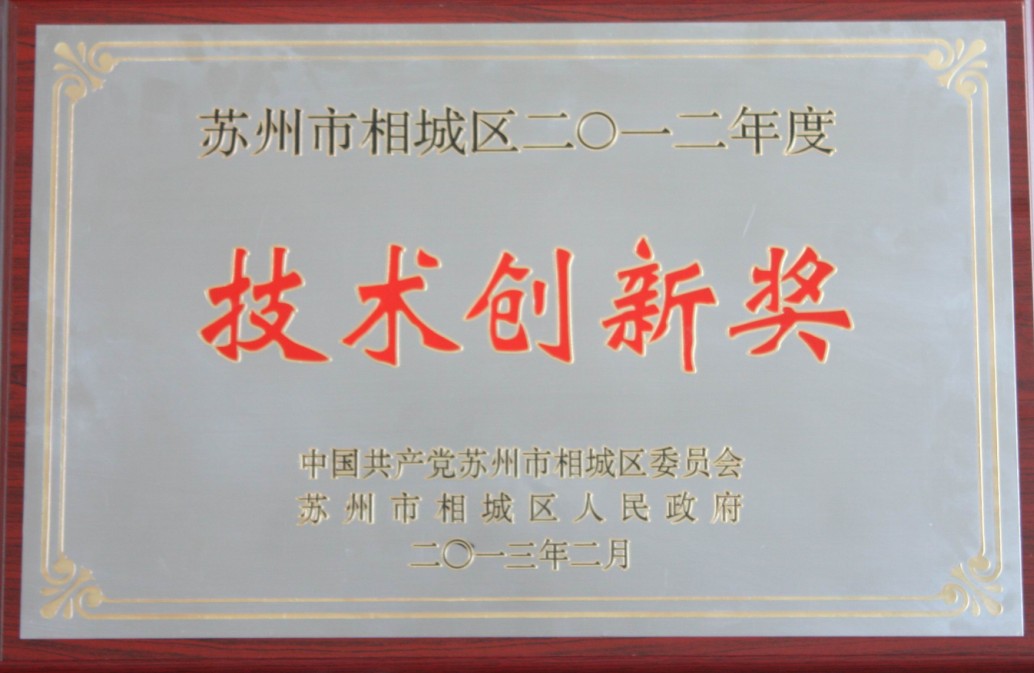 苏州市相城区二〇一二年度
技术创新奖
中国共产党苏州市相城区委员会
苏州市相城区人民政府
二〇一三年二月